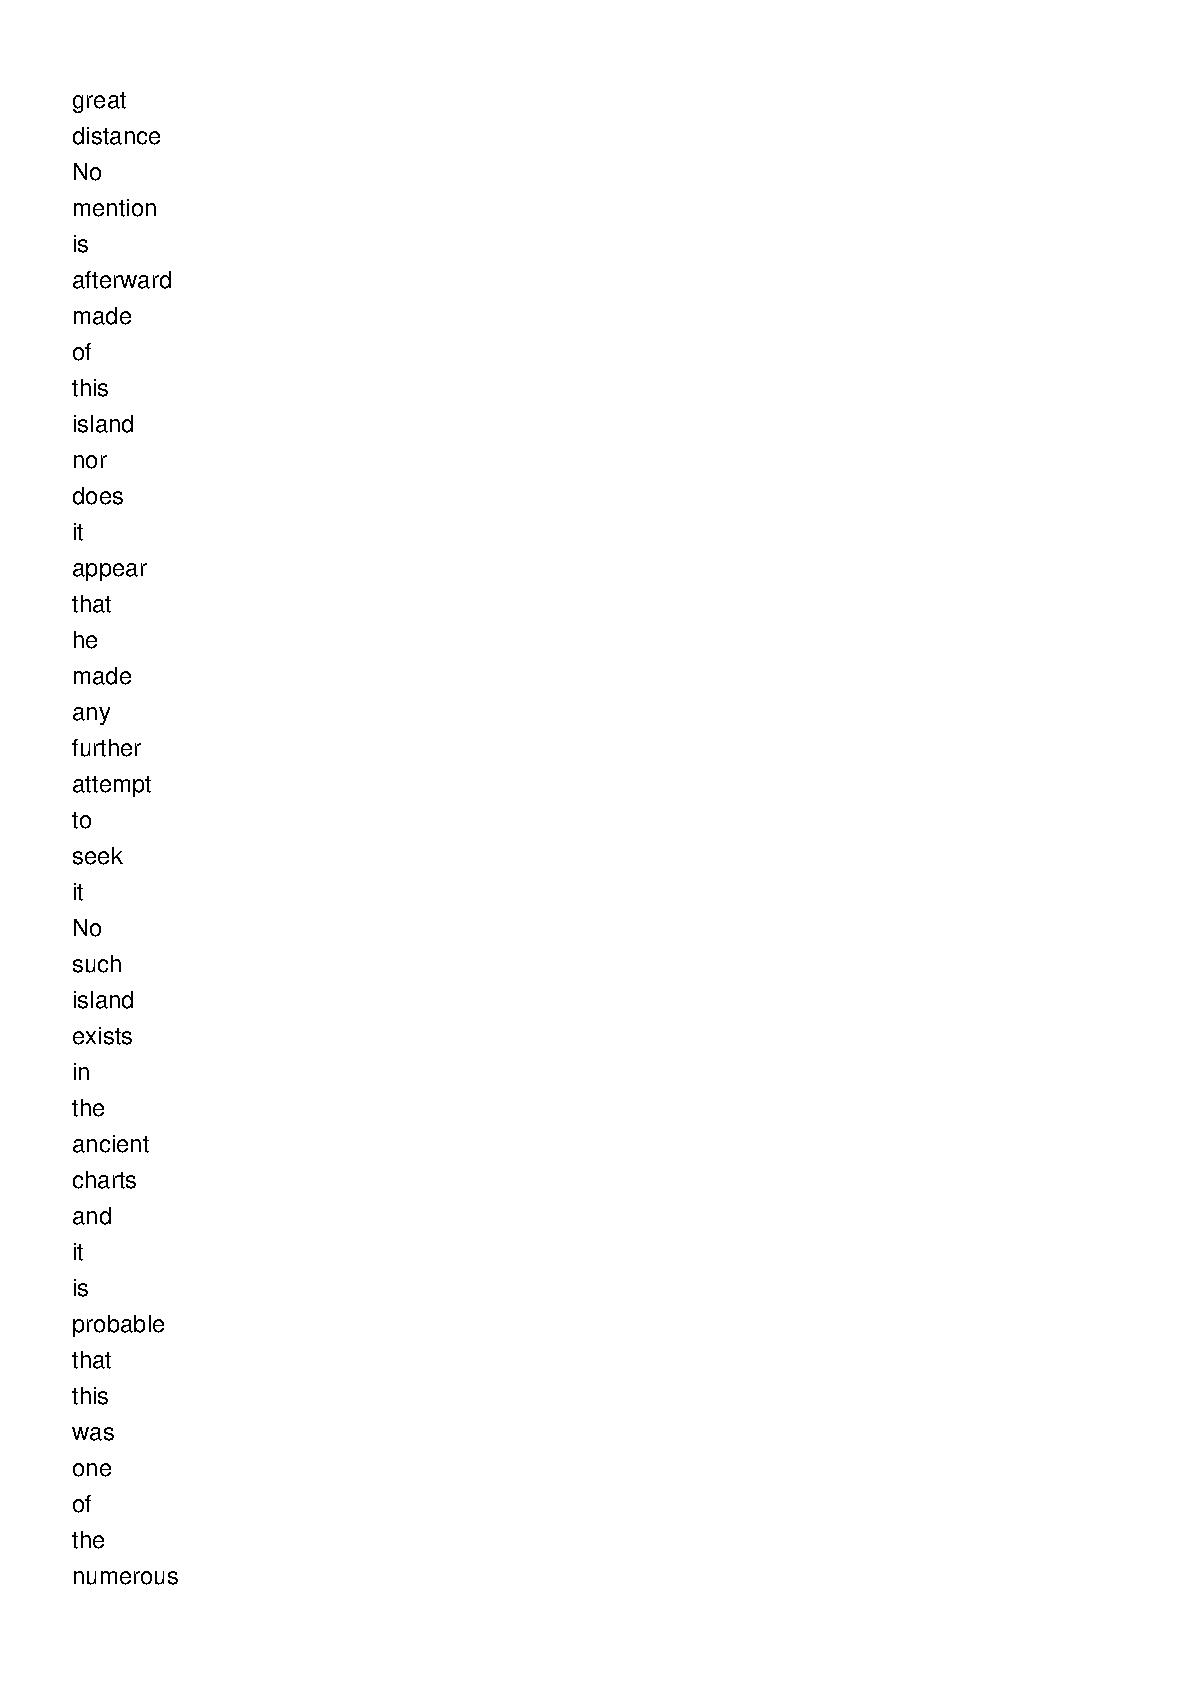 great
distance
No
mention
is
afterward
made
of
this
island
nor
does
it
appear
that
he
made
any
further
attempt
to
seek
it
No
such
island
exists
in
the
ancient
charts
and
it
is
probable
that
this
was
one
of
the
numerous